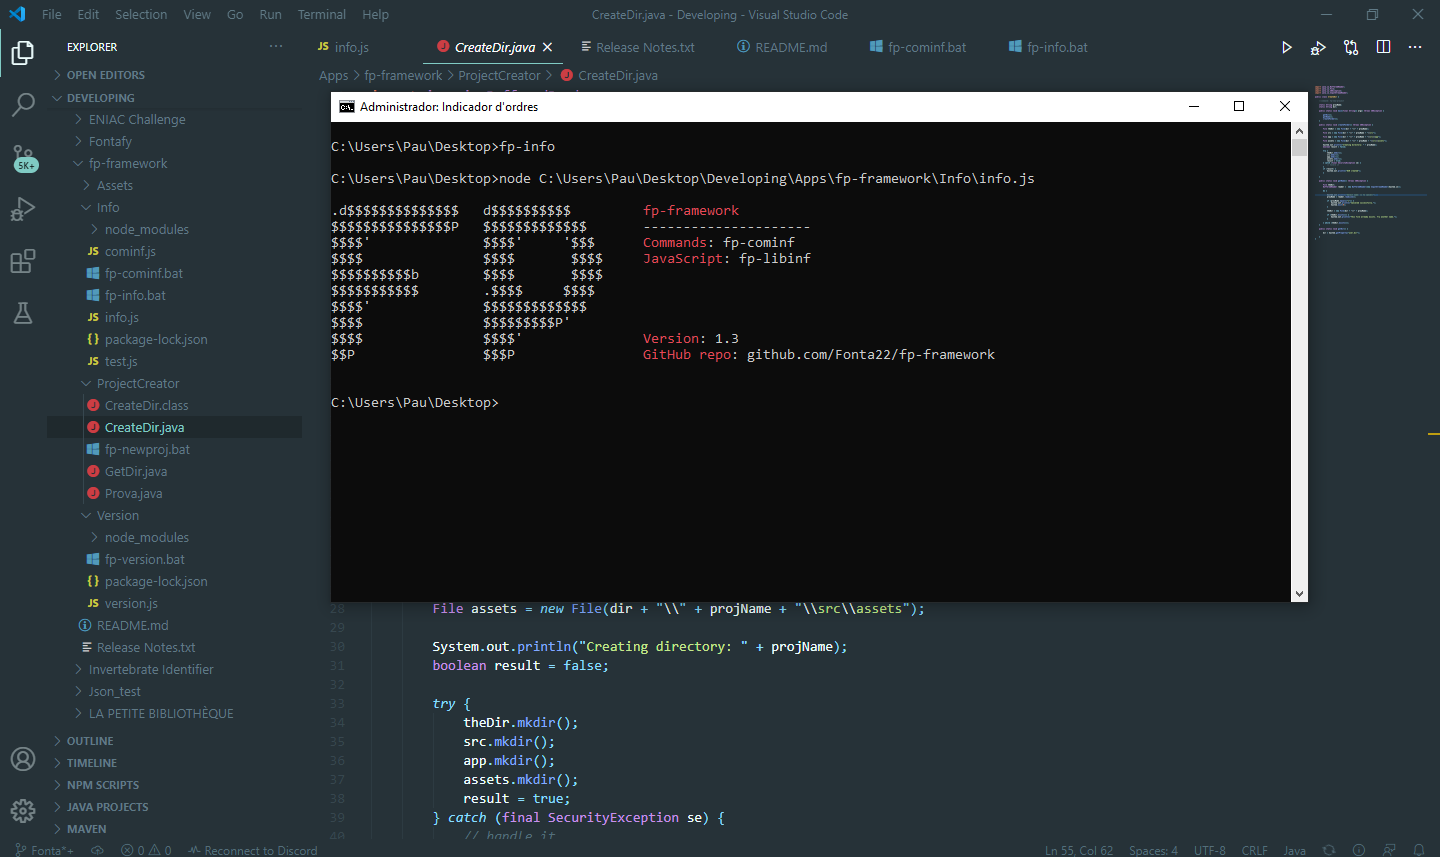 File Edit Selection View Go Run Terminal Help
CreateDir.java - Developing - Visual Studio Code
EXPLORER
OPEN EDITORS
DEVELOPING
ENIAC Challenge
Fontafy
fp-framework
Assets
Info
node_modules
JS cominf.js
fp-cominf.bat
fp-info.bat
JS info.js
{} package-lock.json
JS test.js
ProjectCreator
J CreateDir.class
J CreateDir.java
fp-newproj.bat
J GetDir.java
J Prova.java
Version
node_modules
fp-version.bat
{} package-lock.json
JS version.js
README.md
Release Notes.txt
Invertebrate Identifier
Json_test
LA PETITE BIBLIOTHÈQUE
OUTLINE
TIMELINE
NPM SCRIPTS
JAVA PROJECTS
MAVEN
5K+
JS info.js
J CreateDir.java
Release Notes.txt
README.md
fp-cominf.bat
fp-info.bat
Apps > fp-framework > ProjectCreator > J CreateDir.java
Administrador: Indicador d'ordres
C:\Users\Pau\Desktop>fp-info
C:\Users\Pau\Desktop>node C:\Users\Pau\Desktop\Developing\Apps\fp-framework\Info\info.js
.d$$$$$$$$$$$$$$   d$$$$$$$$$$         fp-framework
$$$$$$$$$$$$$$$P   $$$$$$$$$$$$$       ---------------------
$$$$'              $$$$'     '$$$      Commands: fp-cominf
$$$$               $$$$       $$$$     JavaScript: fp-libinf
$$$$$$$$$$b        $$$$       $$$$
$$$$$$$$$$$        .$$$$     $$$$
$$$$'              $$$$$$$$$$$$$
$$$$               $$$$$$$$$P'
$$$$               $$$$'               Version: 1.3
$$P                $$$P                GitHub repo: github.com/Fonta22/fp-framework
C:\Users\Pau\Desktop>
28 File assets = new File(dir + "\\" + projName + "\\src\\assets");
29
30 System.out.println("Creating directory: " + projName);
31 boolean result = false;
32
33 try {
34 theDir.mkdir();
35 src.mkdir();
36 app.mkdir();
37 assets.mkdir();
38 result = true;
39 } catch (final SecurityException se) {
40 // handle it
Fonta*+ 0 0 Reconnect to Discord
Ln 55, Col 62 Spaces: 4 UTF-8 CRLF Java